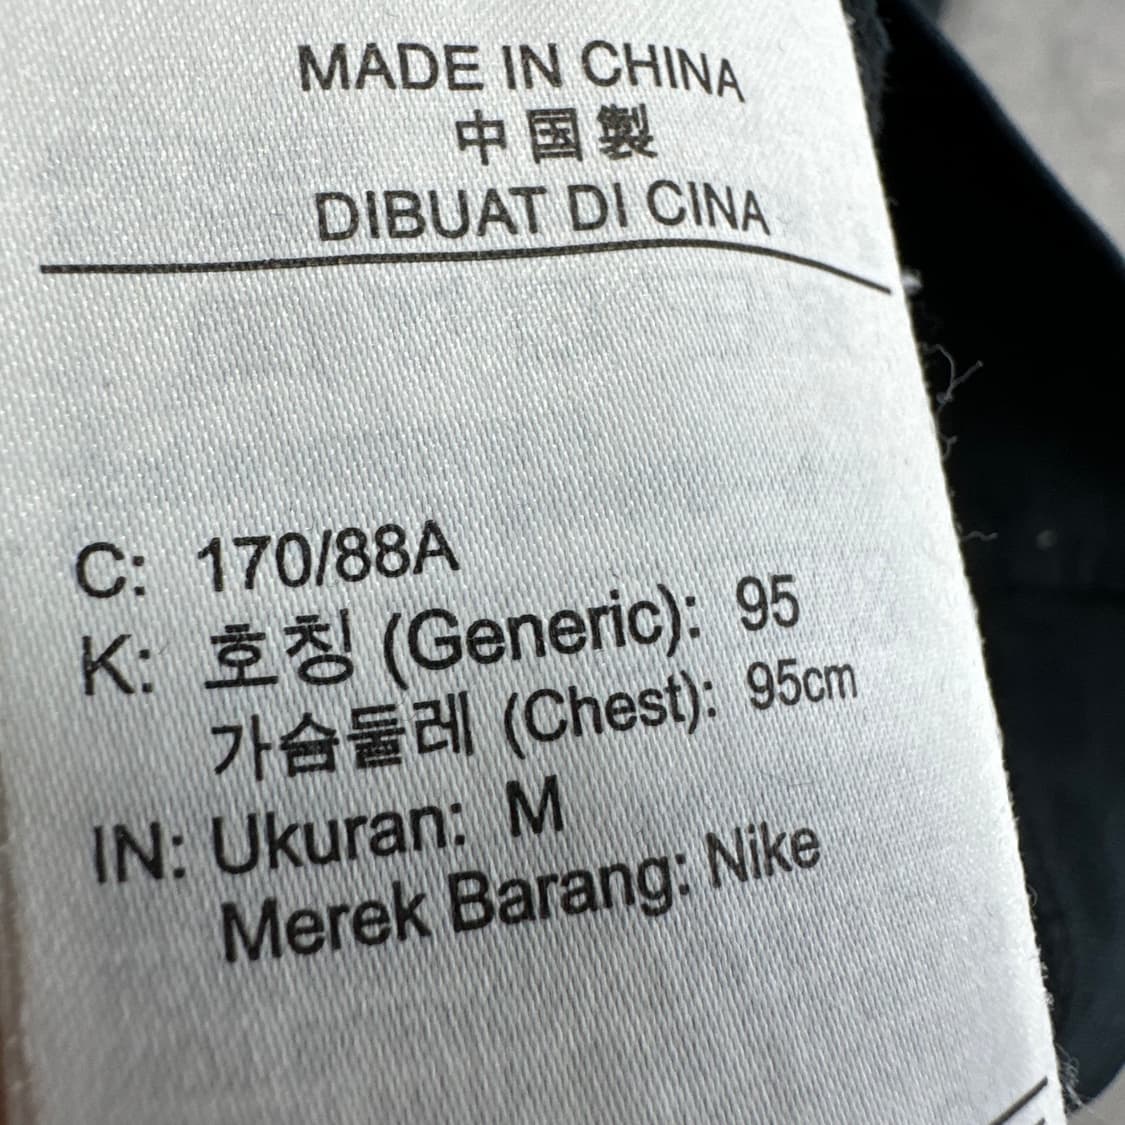 MADE IN CHINA
中国製
DIBUAT DI CINA
C: 170/88A
K: 호칭 (Generic): 95
가슴둘레 (Chest): 95cm
IN: Ukuran: M
Merek Barang: Nike